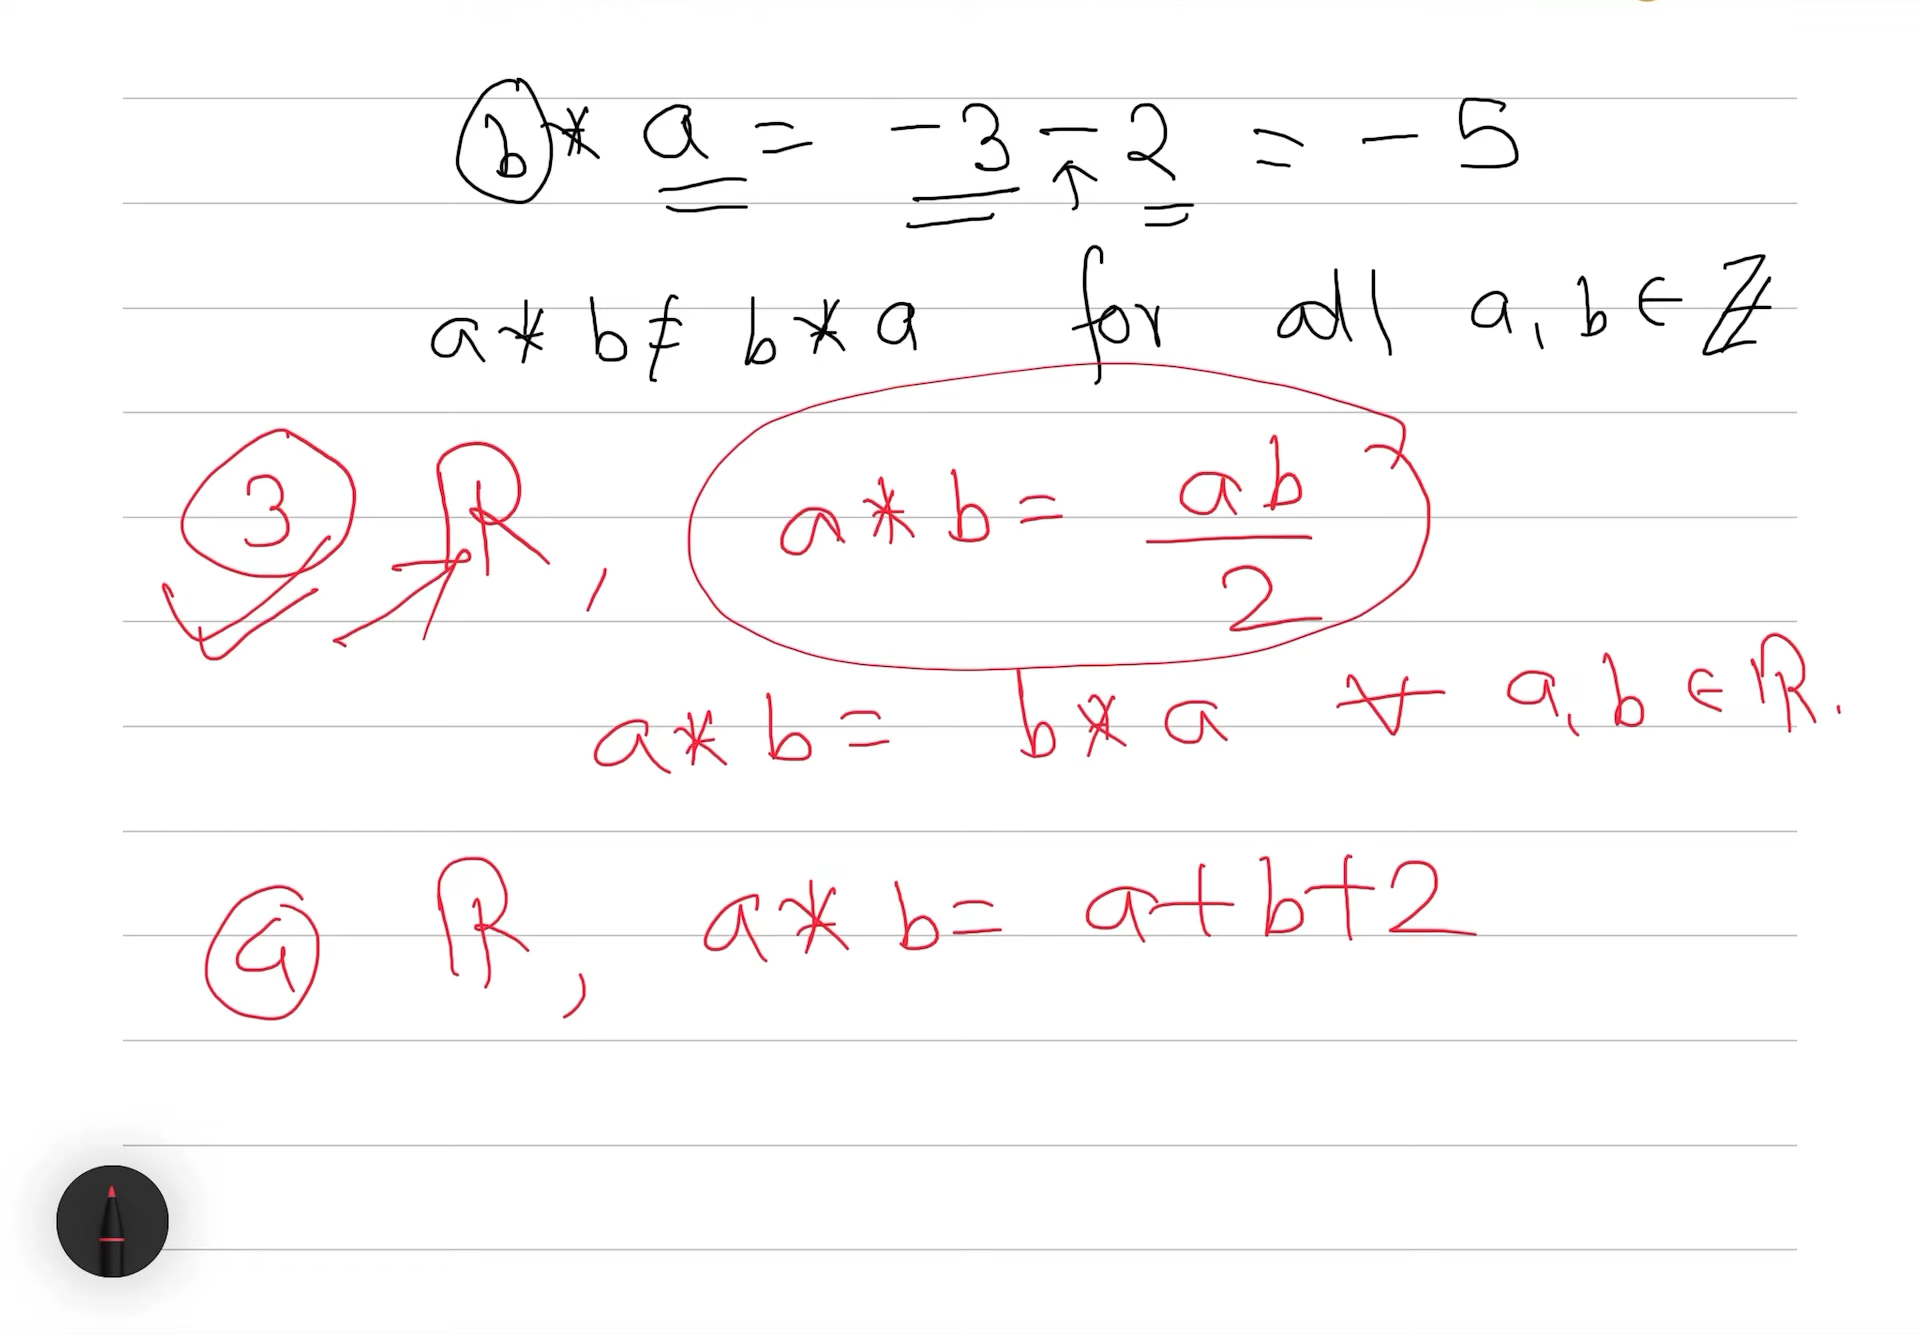 b * a = -3 - 2 = -5
a * b ≠ b * a for all a, b ∈ ℤ
3 ℝ, a * b = ab/2
a * b = b * a ∀ a, b ∈ ℝ.
4 ℝ, a * b = a + b + 2